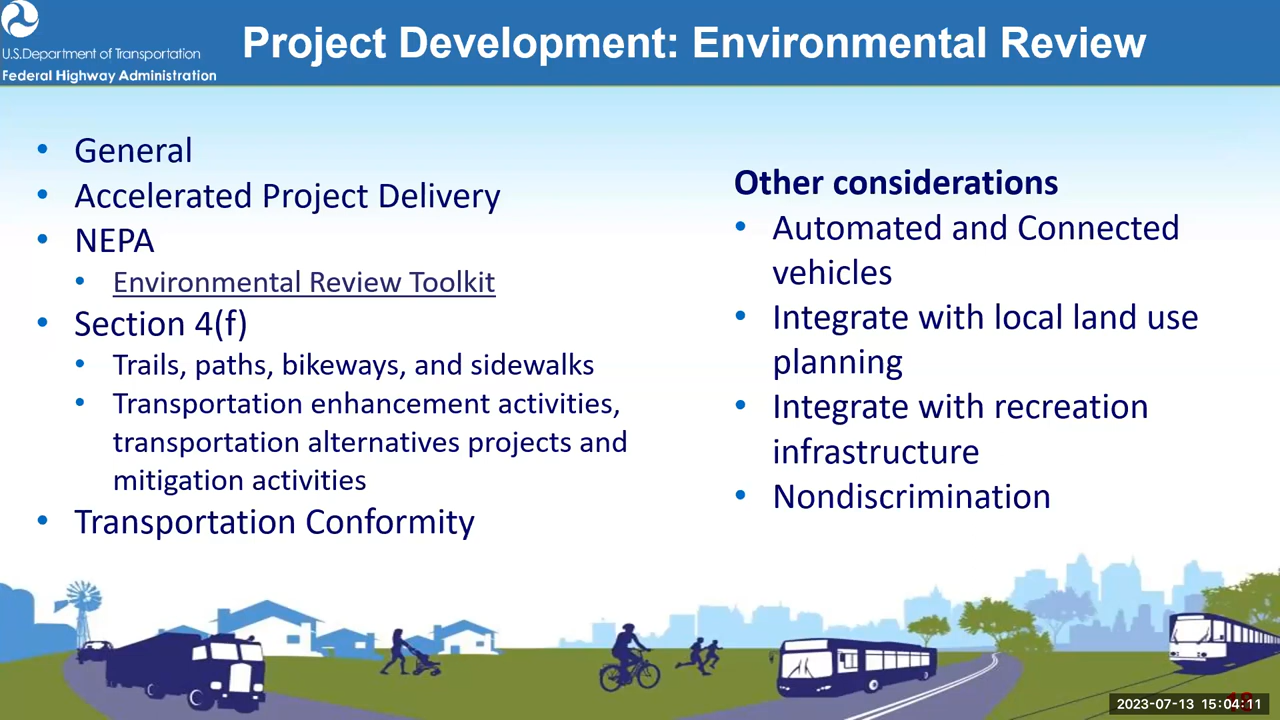 U.S.Department of Transportation
Federal Highway Administration
Project Development: Environmental Review
• General
• Accelerated Project Delivery
• NEPA
• Environmental Review Toolkit
• Section 4(f)
• Trails, paths, bikeways, and sidewalks
• Transportation enhancement activities,
transportation alternatives projects and
mitigation activities
• Transportation Conformity
Other considerations
• Automated and Connected
vehicles
• Integrate with local land use
planning
• Integrate with recreation
infrastructure
• Nondiscrimination
2023-07-13 15:04:11